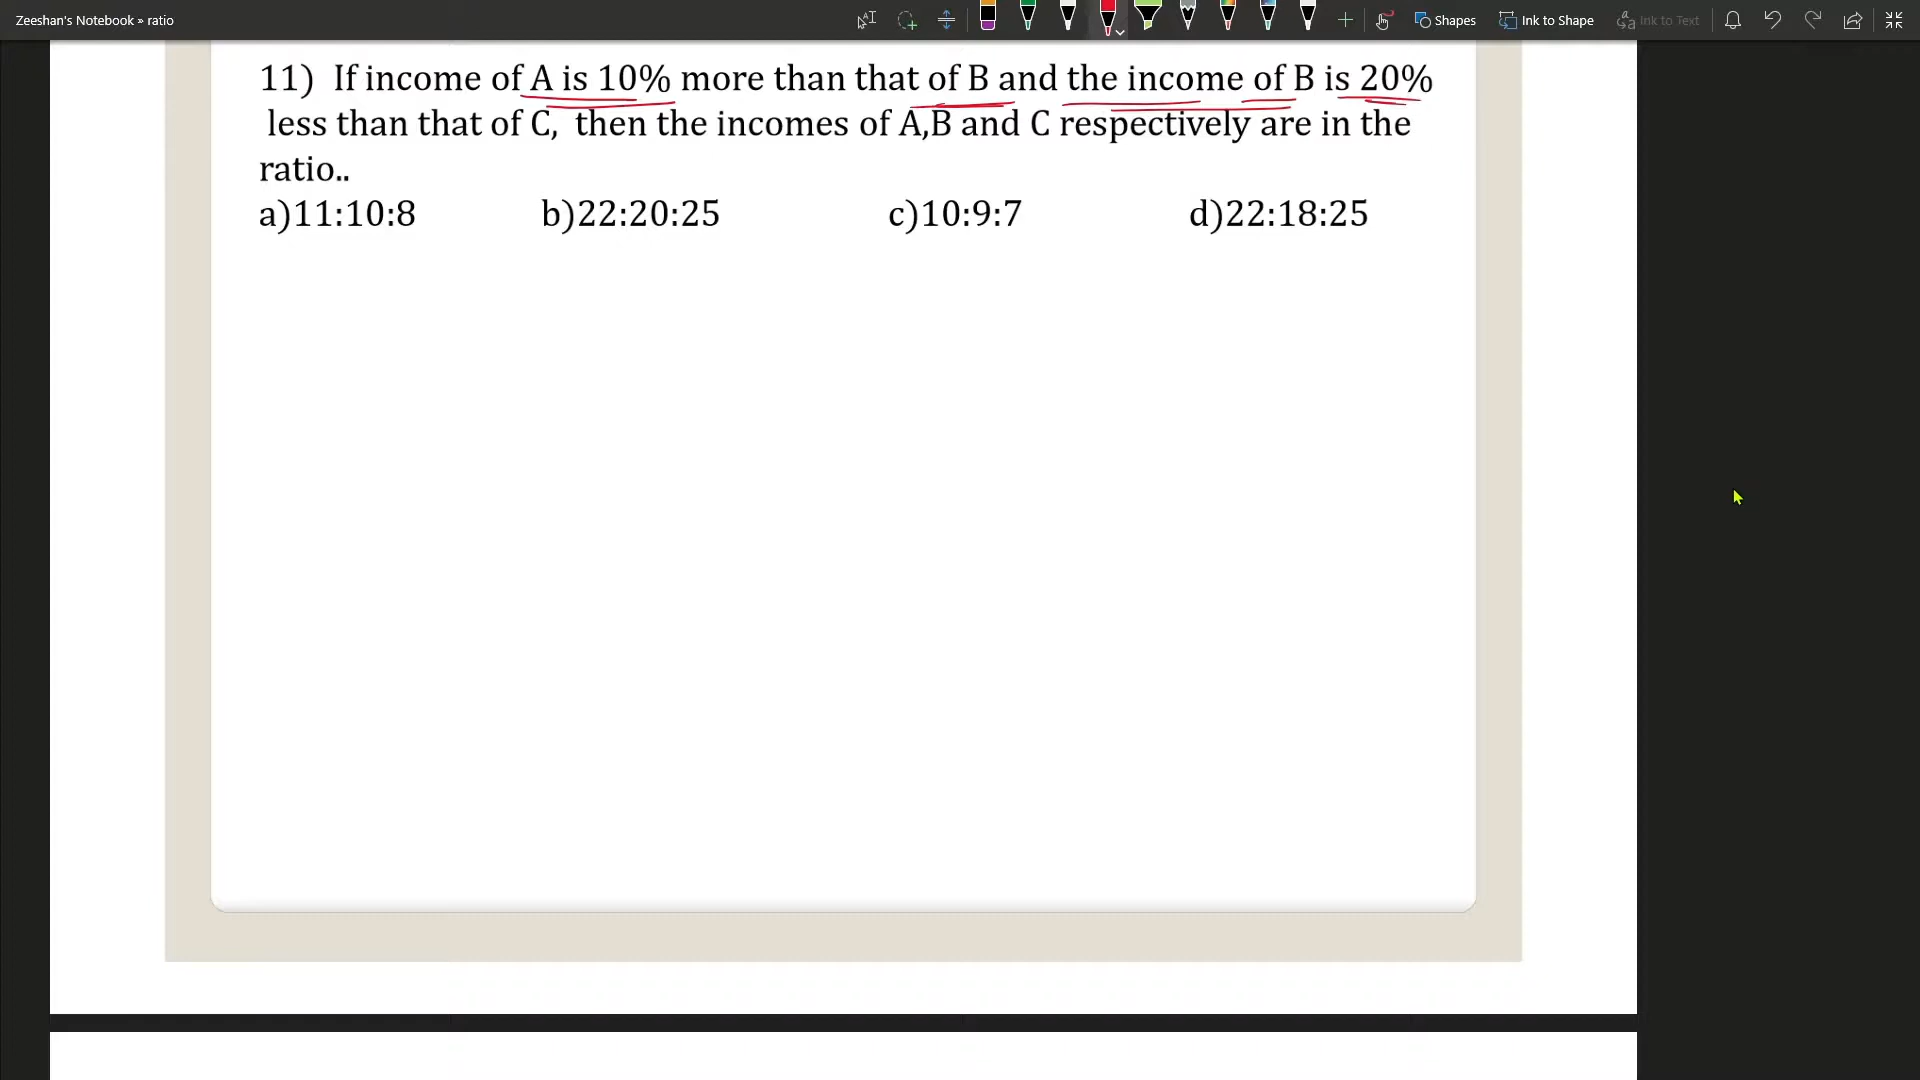 Zeeshan's Notebook » ratio
Shapes
Ink to Shape
Ink to Text
11) If income of A is 10% more than that of B and the income of B is 20%
less than that of C, then the incomes of A,B and C respectively are in the
ratio..
a)11:10:8 b)22:20:25 c)10:9:7 d)22:18:25